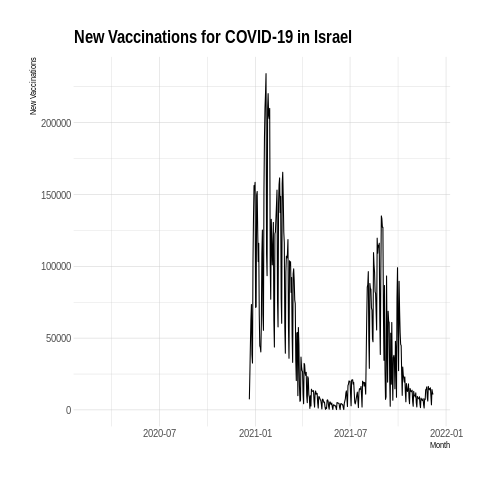 New Vaccinations for COVID-19 in Israel
New Vaccinations
200000
150000
100000
50000
0
2020-07 2021-01 2021-07 2022-01
Month